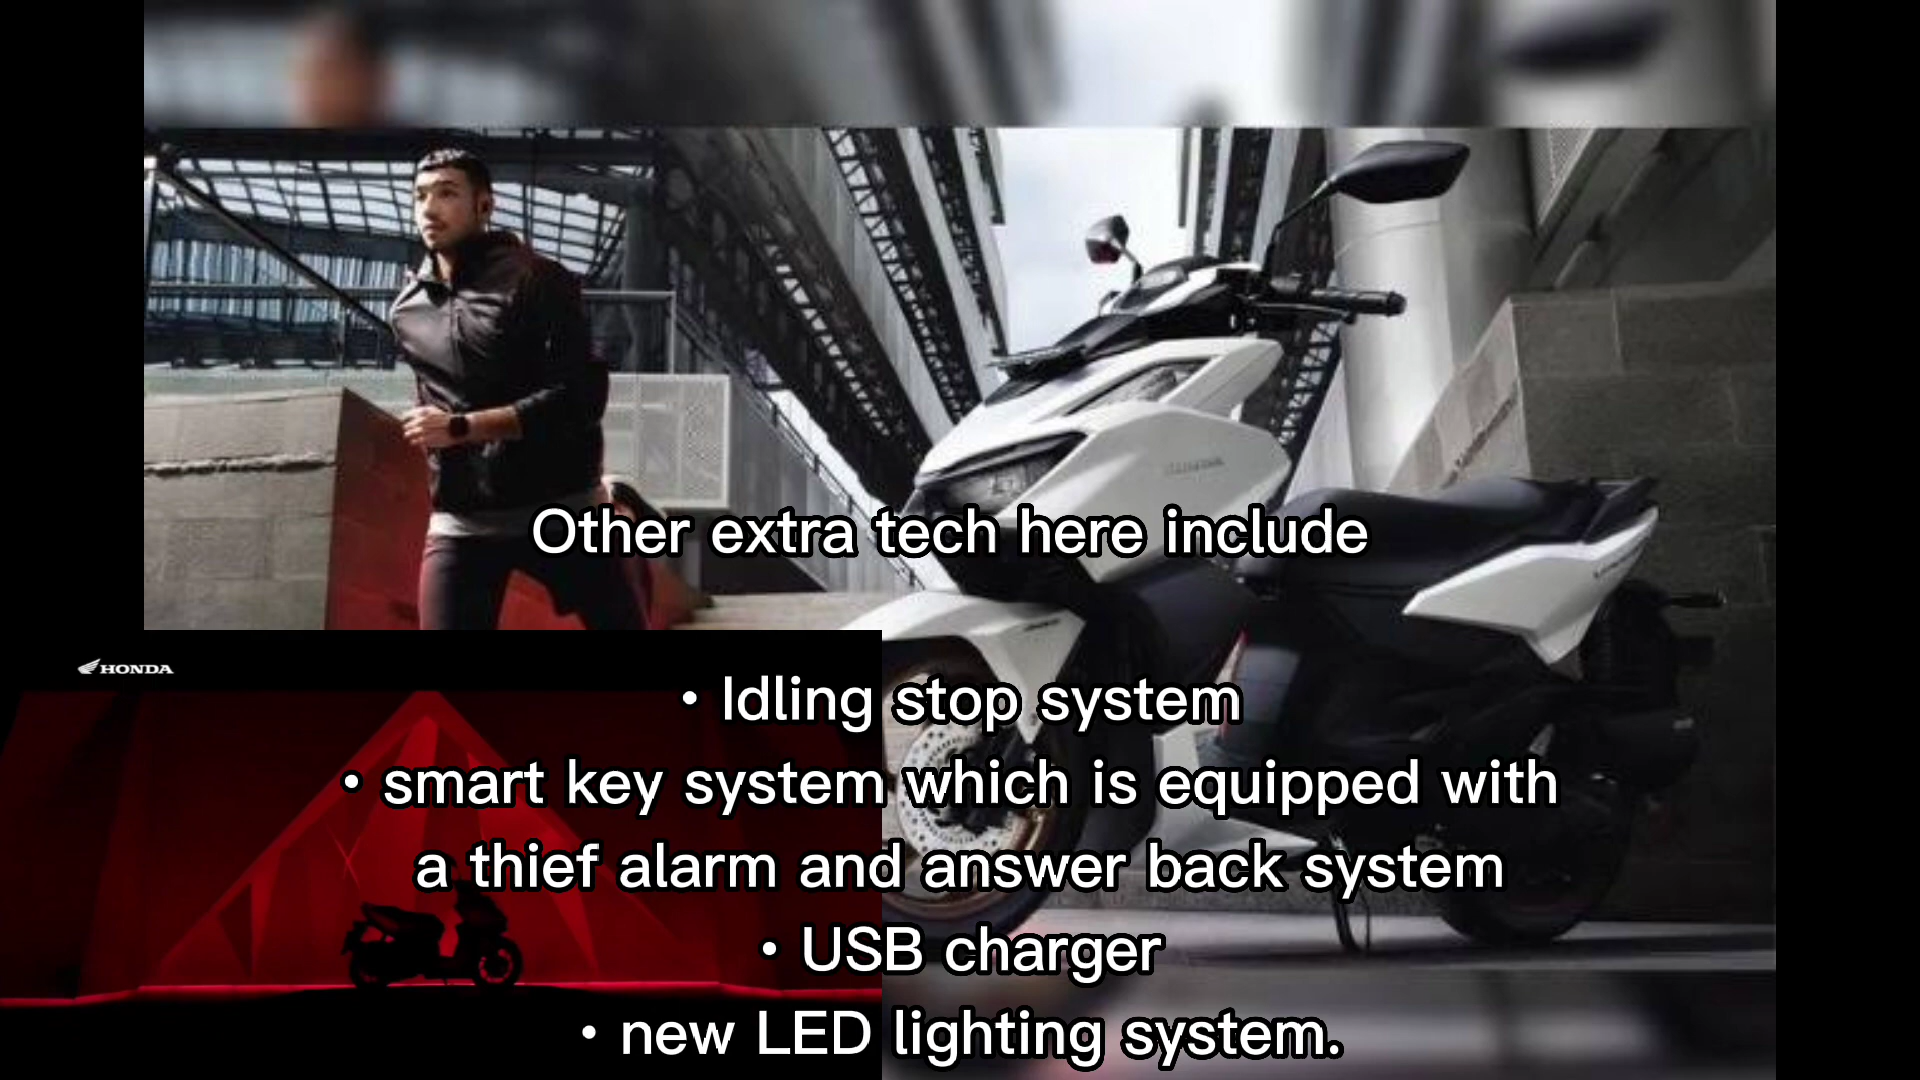 HONDA
Other extra tech here include
HONDA
• Idling stop system
• smart key system which is equipped with
a thief alarm and answer back system
• USB charger
• new LED lighting system.